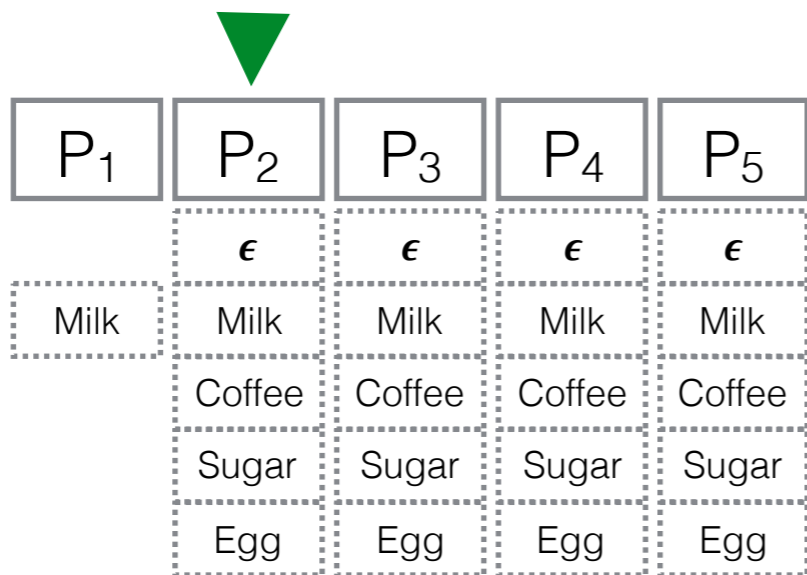 P₁ P₂ P₃ P₄ P₅
ϵ ϵ ϵ ϵ
Milk Milk Milk Milk Milk
Coffee Coffee Coffee Coffee
Sugar Sugar Sugar Sugar
Egg Egg Egg Egg